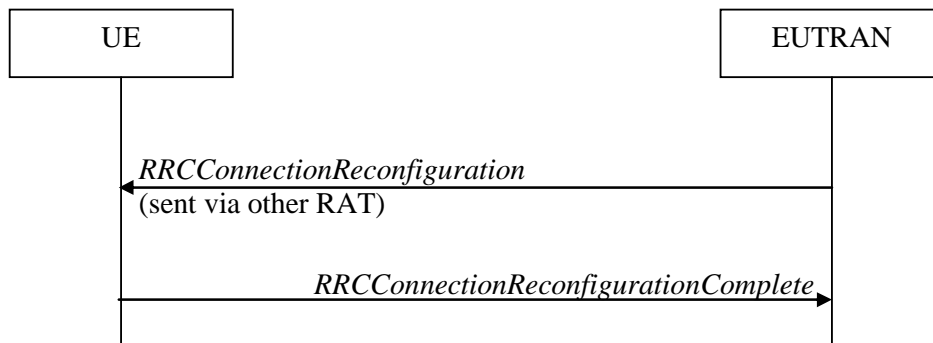 UE
EUTRAN
RRCConnectionReconfiguration
(sent via other RAT)
RRCConnectionReconfigurationComplete